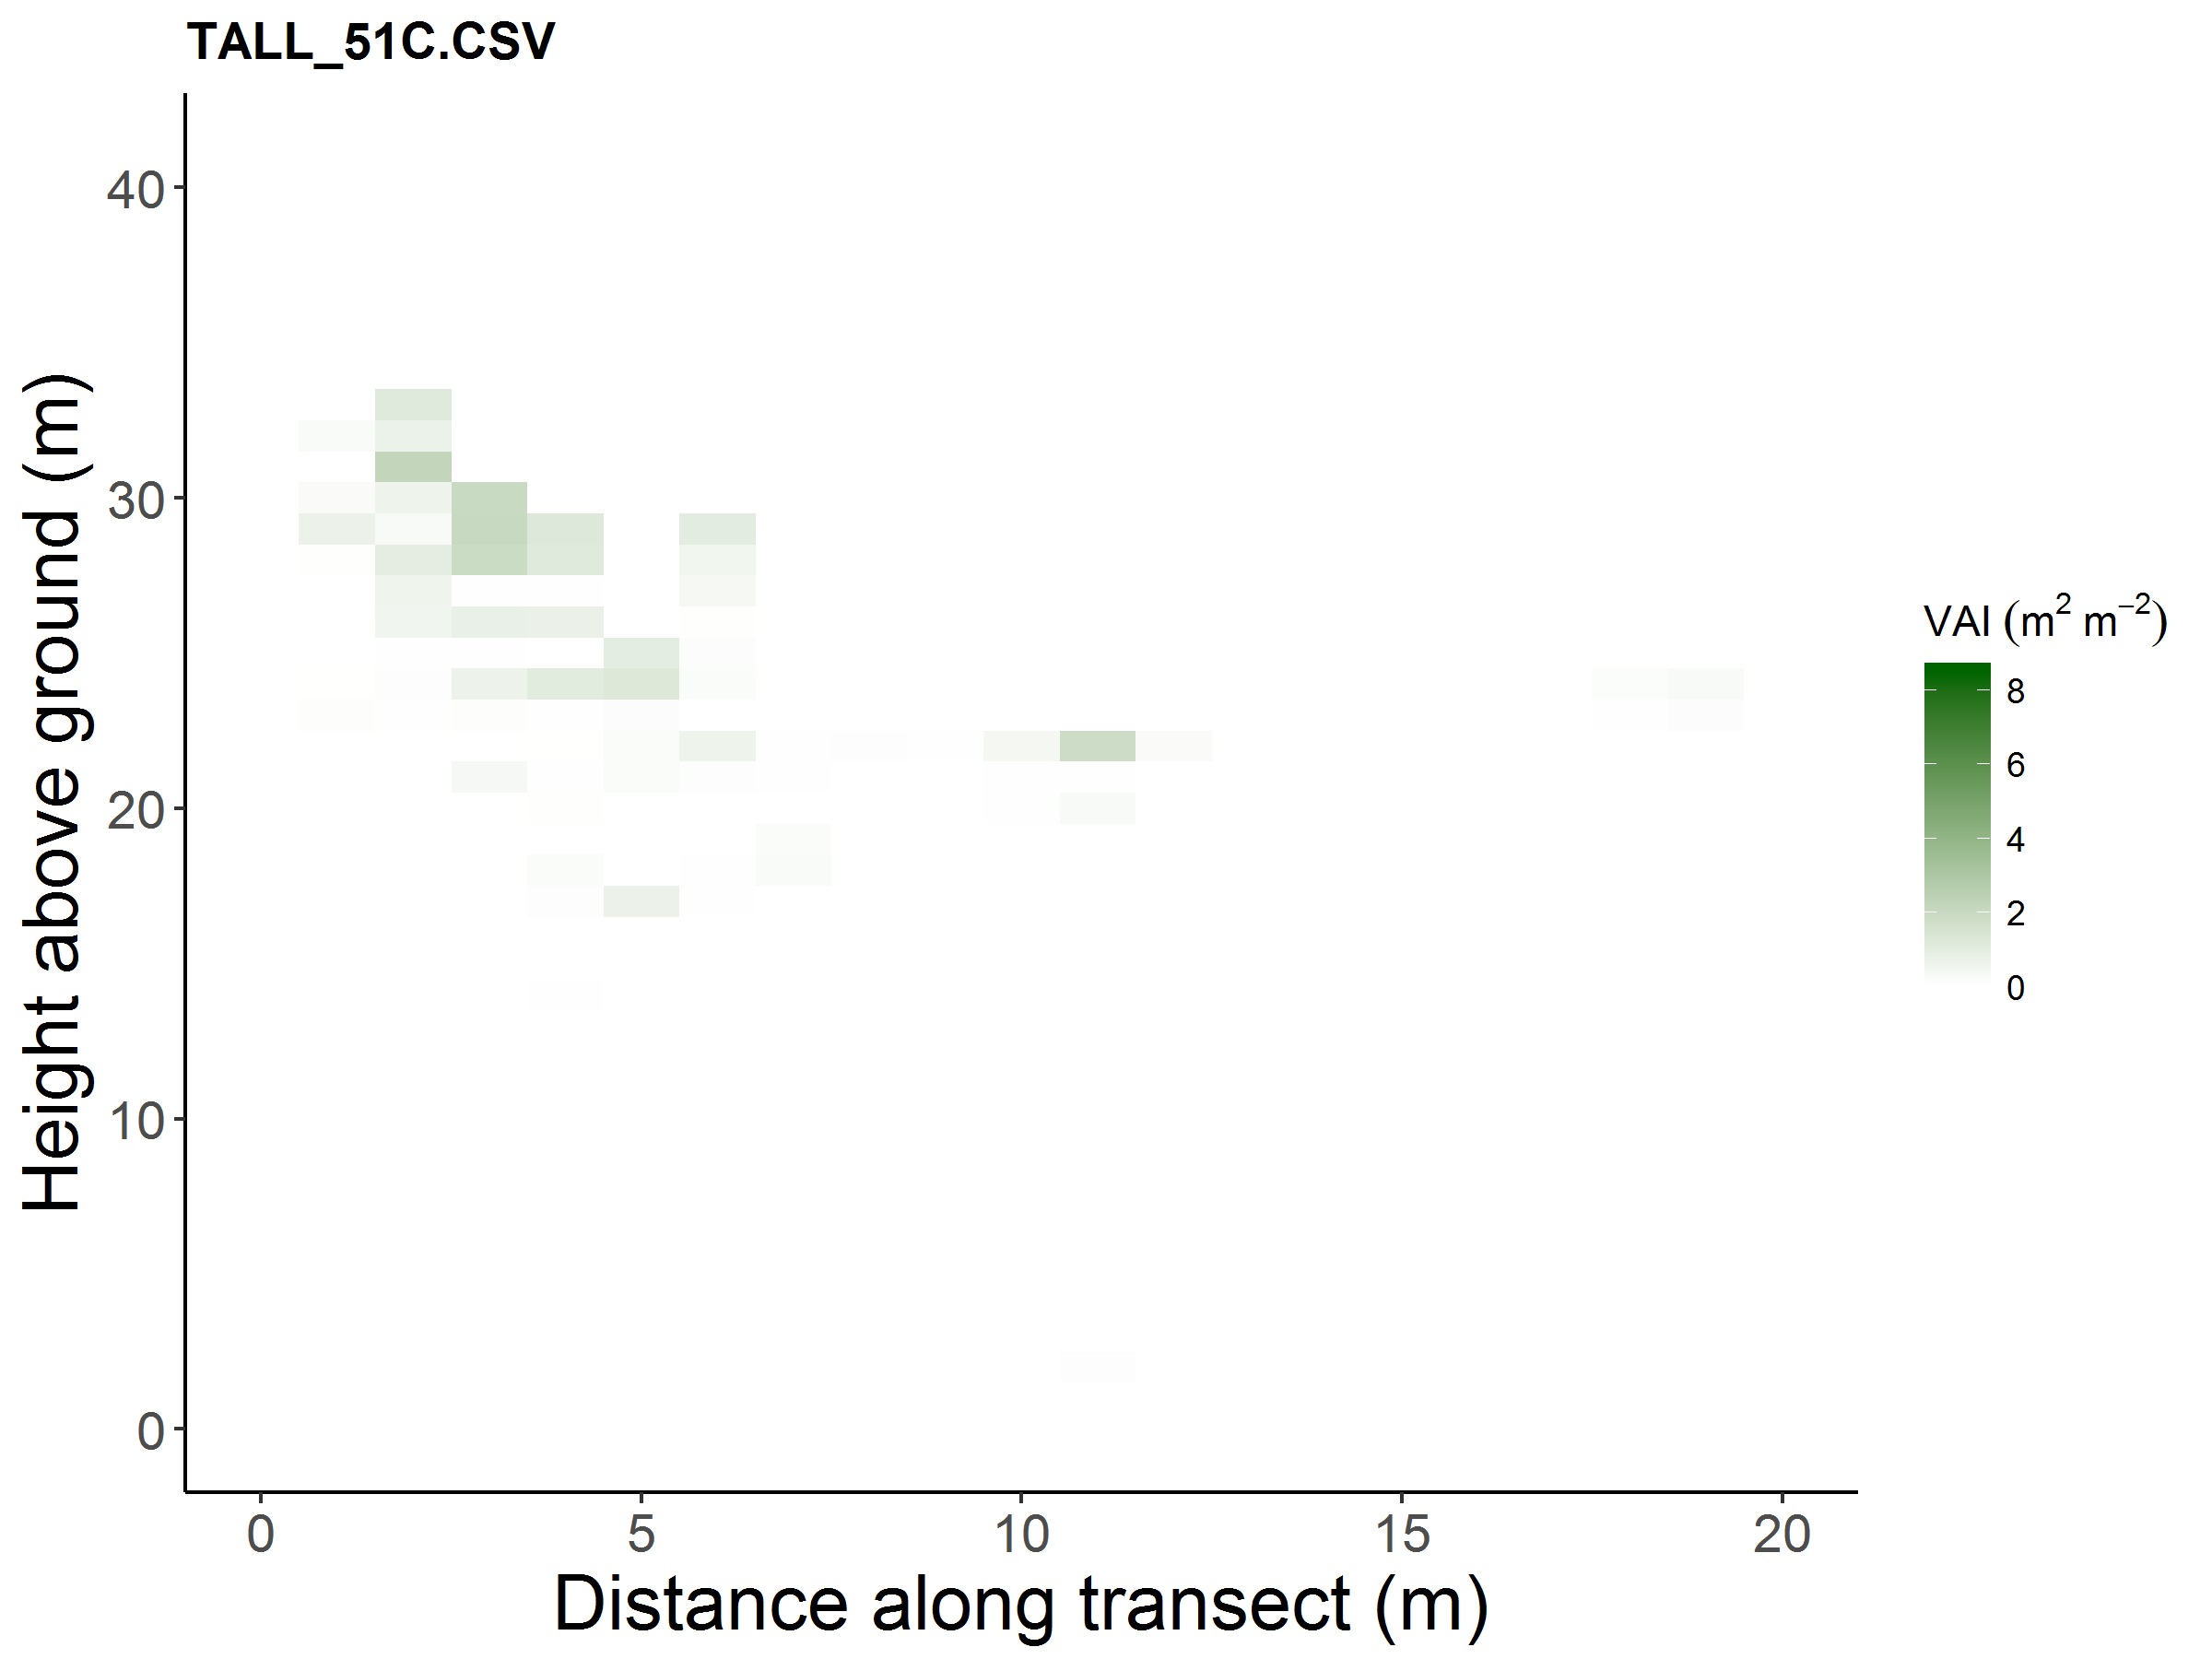 TALL_51C.CSV
Height above ground (m)
40
30
20
10
0
0 5 10 15 20
Distance along transect (m)
VAI (m² m⁻²)
8
6
4
2
0